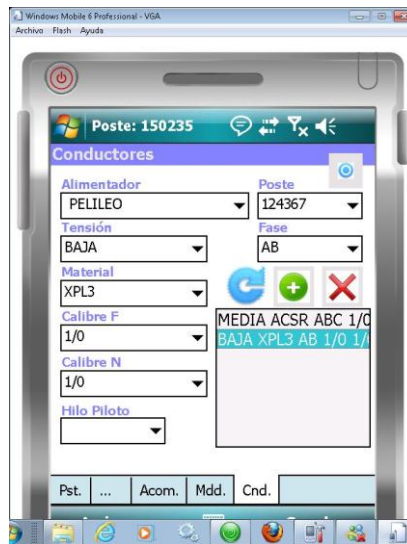 Windows Mobile 6 Professional - VGA
Archivo Flash Ayuda
Poste: 150235
Conductores
Alimentador Poste
PELILEO 124367
Tensión Fase
BAJA AB
Material
XPL3
Calibre F
1/0
MEDIA ACSR ABC 1/0
BAJA XPL3 AB 1/0 1/
Calibre N
1/0
Hilo Piloto
Pst. ... Acom. Mdd. Cnd.